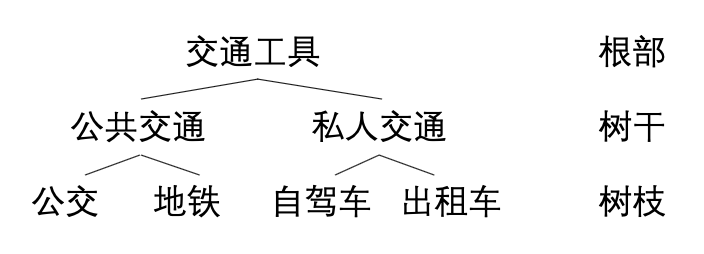 交通工具 根部
公共交通 私人交通 树干
公交 地铁 自驾车 出租车 树枝